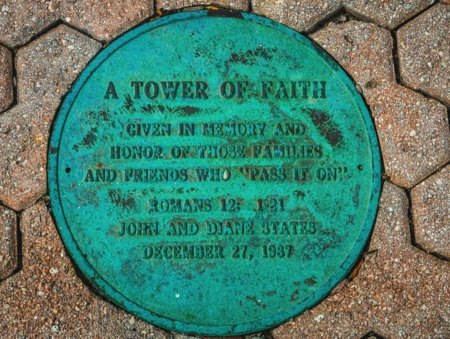 A TOWER OF FAITH
GIVEN IN MEMORY AND
HONOR OF THOSE FAMILIES
AND FRIENDS WHO "PASS IT ON"
ROMANS 12: 1-21
JOHN AND DIANE STATES
DECEMBER 27, 1987